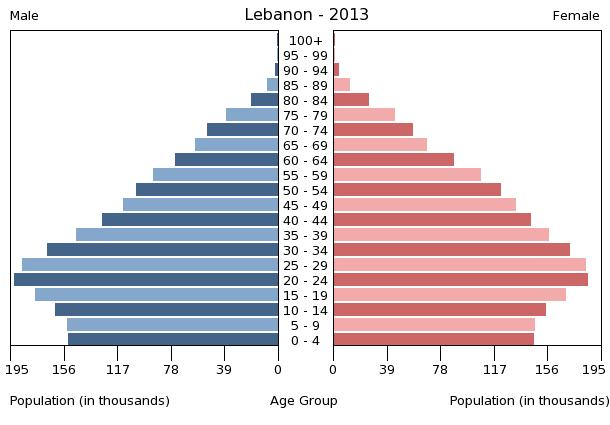 Lebanon - 2013
Male
Female
100+
95 - 99
90 - 94
85 - 89
80 - 84
75 - 79
70 - 74
65 - 69
60 - 64
55 - 59
50 - 54
45 - 49
40 - 44
35 - 39
30 - 34
25 - 29
20 - 24
15 - 19
10 - 14
5 - 9
0 - 4
195 156 117 78 39 0 0 39 78 117 156 195
Population (in thousands) Age Group Population (in thousands)